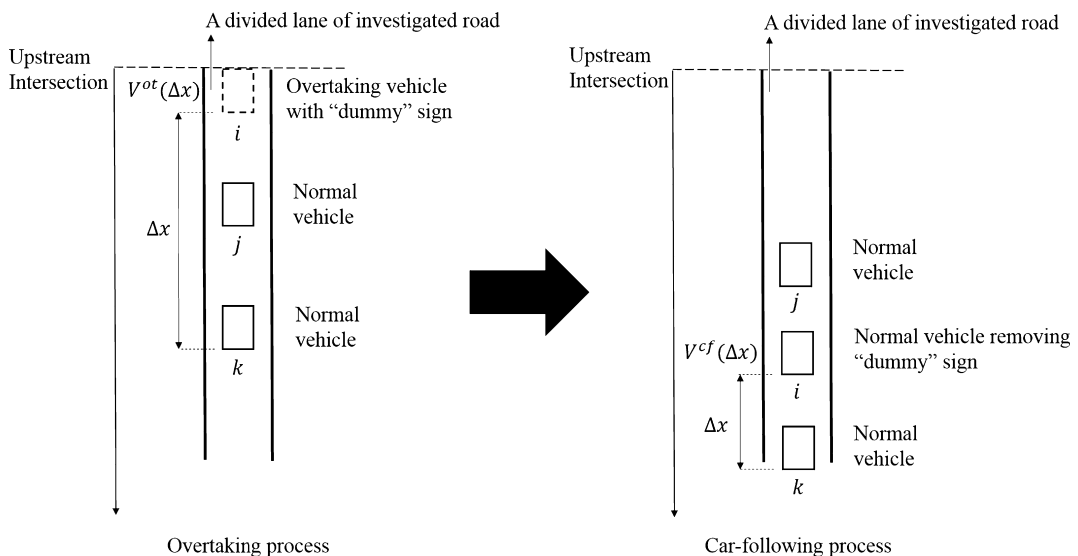 A divided lane of investigated road
Upstream
Intersection
V^{ot}(Δx)
Overtaking vehicle
with “dummy” sign
i
Normal
vehicle
Δx
j
Normal
vehicle
k
Overtaking process
A divided lane of investigated road
Upstream
Intersection
Normal
vehicle
j
V^{cf}(Δx)
Normal vehicle removing
“dummy” sign
i
Δx
Normal
vehicle
k
Car-following process